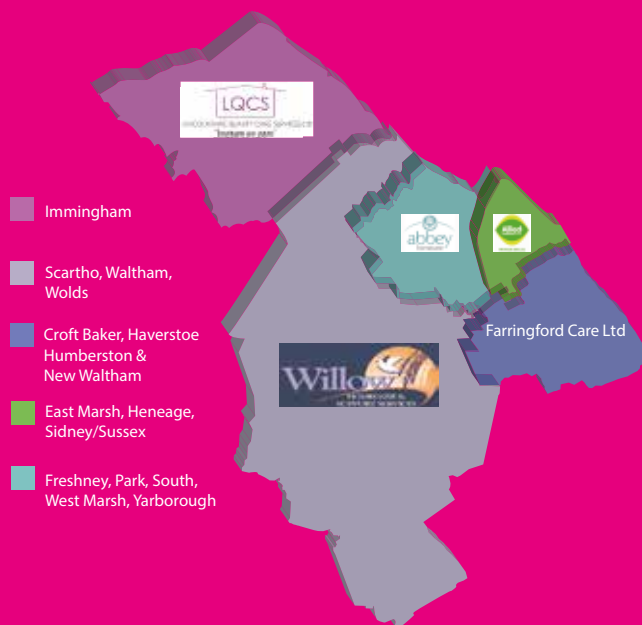 LQCS
Immingham
abbey
Allied
Scartho, Waltham,
Wolds
Croft Baker, Haverstoe
Humberston &
New Waltham
Farringford Care Ltd
Willow
East Marsh, Heneage,
Sidney/Sussex
Freshney, Park, South,
West Marsh, Yarborough